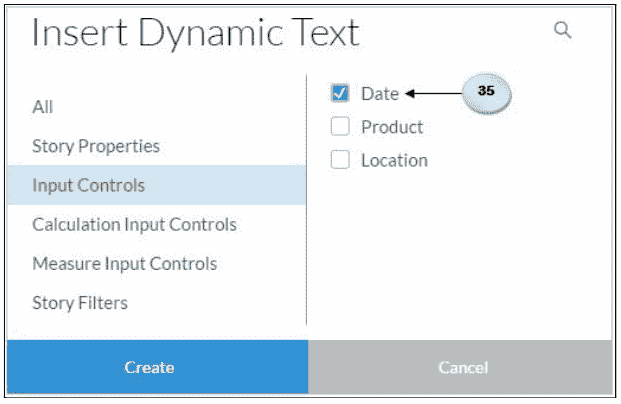 Insert Dynamic Text
All
Story Properties
Input Controls
Calculation Input Controls
Measure Input Controls
Story Filters
Date
35
Product
Location
Create
Cancel